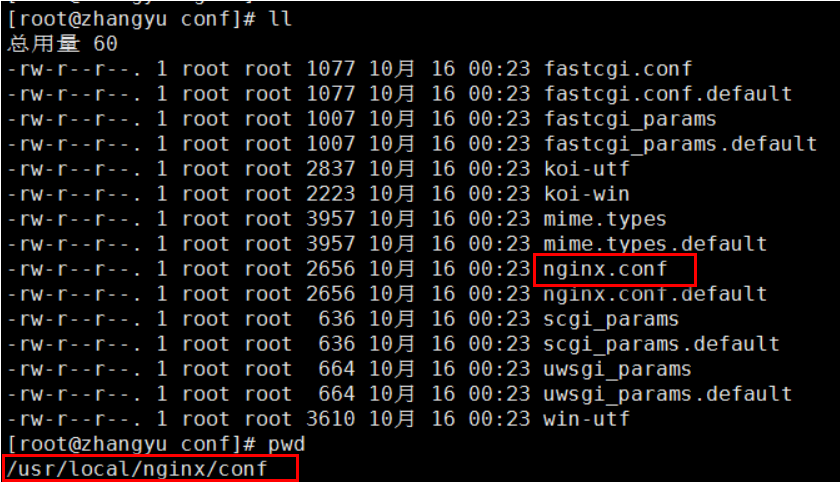 [root@zhangyu conf]# ll
总用量 60
-rw-r--r--. 1 root root 1077 10月 16 00:23 fastcgi.conf
-rw-r--r--. 1 root root 1077 10月 16 00:23 fastcgi.conf.default
-rw-r--r--. 1 root root 1007 10月 16 00:23 fastcgi_params
-rw-r--r--. 1 root root 1007 10月 16 00:23 fastcgi_params.default
-rw-r--r--. 1 root root 2837 10月 16 00:23 koi-utf
-rw-r--r--. 1 root root 2223 10月 16 00:23 koi-win
-rw-r--r--. 1 root root 3957 10月 16 00:23 mime.types
-rw-r--r--. 1 root root 3957 10月 16 00:23 mime.types.default
-rw-r--r--. 1 root root 2656 10月 16 00:23 nginx.conf
-rw-r--r--. 1 root root 2656 10月 16 00:23 nginx.conf.default
-rw-r--r--. 1 root root  636 10月 16 00:23 scgi_params
-rw-r--r--. 1 root root  636 10月 16 00:23 scgi_params.default
-rw-r--r--. 1 root root  664 10月 16 00:23 uwsgi_params
-rw-r--r--. 1 root root  664 10月 16 00:23 uwsgi_params.default
-rw-r--r--. 1 root root 3610 10月 16 00:23 win-utf
[root@zhangyu conf]# pwd
/usr/local/nginx/conf